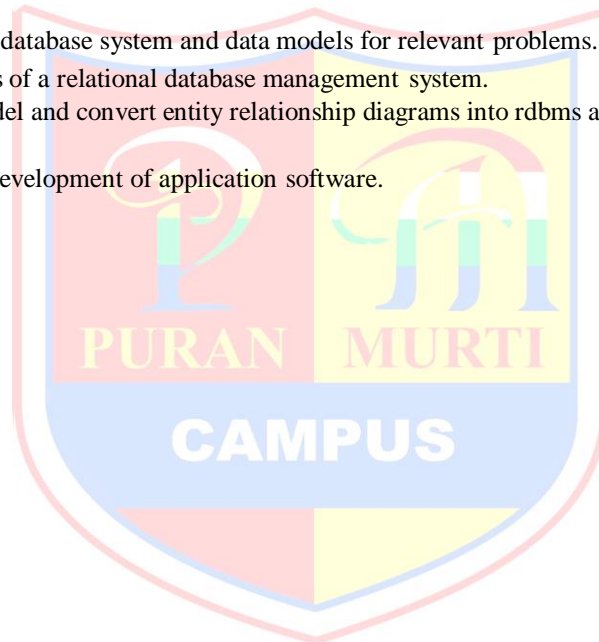 database system and data models for relevant problems.
s of a relational database management system.
del and convert entity relationship diagrams into rdbms a
evelopment of application software.
PURAN MURTI
CAMPUS